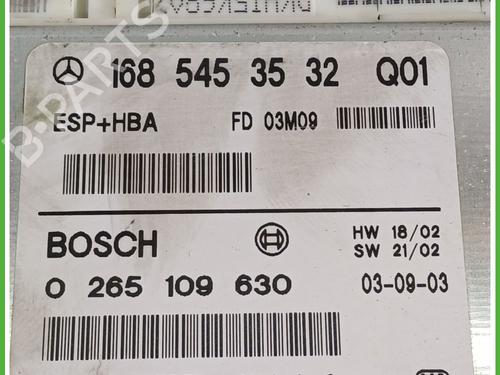 168 545 35 32 Q01
ESP+HBA FD 03M09
B-PARTS
BOSCH HW 18/02
SW 21/02
0 265 109 630 03-09-03